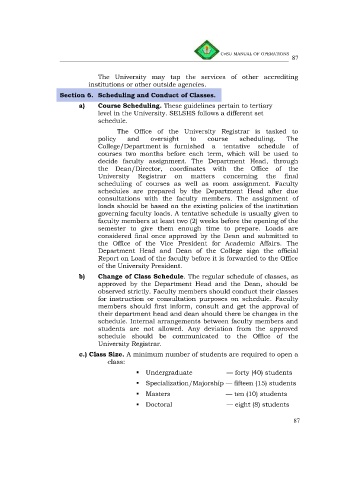 CHSU MANUAL OF OPERATIONS
87
The University may tap the services of other accrediting
institutions or other outside agencies.
Section 6. Scheduling and Conduct of Classes.
a) Course Scheduling. These guidelines pertain to tertiary
level in the University. SELSHS follows a different set
schedule.
The Office of the University Registrar is tasked to
policy and oversight to course scheduling. The
College/Department is furnished a tentative schedule of
courses two months before each term, which will be used to
decide faculty assignment. The Department Head, through
the Dean/Director, coordinates with the Office of the
University Registrar on matters concerning the final
scheduling of courses as well as room assignment. Faculty
schedules are prepared by the Department Head after due
consultations with the faculty members. The assignment of
loads should be based on the existing policies of the institution
governing faculty loads. A tentative schedule is usually given to
faculty members at least two (2) weeks before the opening of the
semester to give them enough time to prepare. Loads are
considered final once approved by the Dean and submitted to
the Office of the Vice President for Academic Affairs. The
Department Head and Dean of the College sign the official
Report on Load of the faculty before it is forwarded to the Office
of the University President.
b) Change of Class Schedule. The regular schedule of classes, as
approved by the Department Head and the Dean, should be
observed strictly. Faculty members should conduct their classes
for instruction or consultation purposes on schedule. Faculty
members should first inform, consult and get the approval of
their department head and dean should there be changes in the
schedule. Internal arrangements between faculty members and
students are not allowed. Any deviation from the approved
schedule should be communicated to the Office of the
University Registrar.
c.) Class Size. A minimum number of students are required to open a
class:
• Undergraduate — forty (40) students
• Specialization/Majorship — fifteen (15) students
• Masters — ten (10) students
• Doctoral — eight (8) students
87